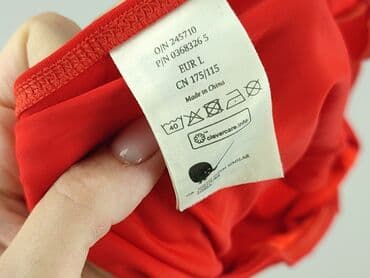 O/N 245710
P/N 0368326 5
EUR L
CN 175/115
Made in China
40
clevercare.info